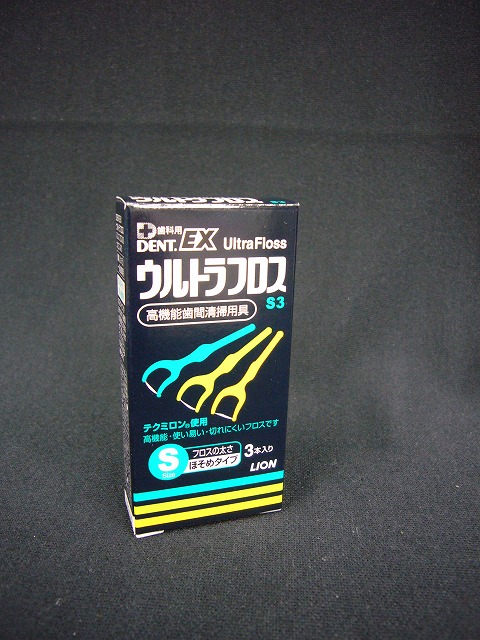 歯科用
DENT.EX UltraFloss
ウルトラフロス
S3
高機能歯間清掃用具
テクミロン®使用
高機能・使い易い・切れにくいフロスです
S
Slim
フロスの太さ
ほそめタイプ
3本入り
LION